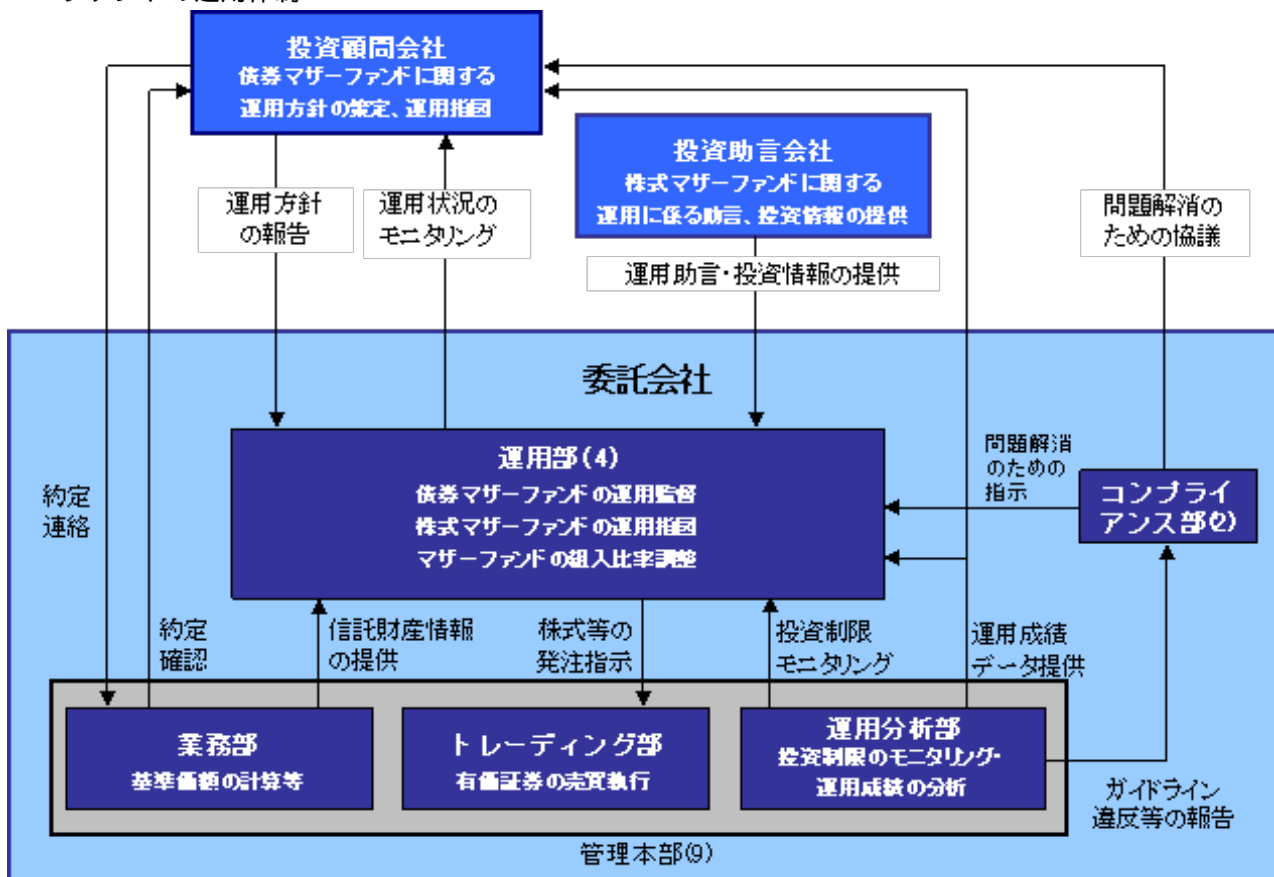 投資顧問会社
債券マザーファンドに関する
運用方針の策定、運用指図
投資助言会社
株式マザーファンドに関する
運用に係る助言、投資情報の提供
運用方針
の報告
運用状況の
モニタリング
問題解消の
ための協議
運用助言・投資情報の提供
委託会社
運用部(4)
債券マザーファンドの運用監督
株式マザーファンドの運用指図
マザーファンドの組入比率調整
問題解消
のための
指示
コンプライ
アンス部(2)
約定
連絡
約定
確認
信託財産情報
の提供
株式等の
発注指示
投資制限
モニタリング
運用成績
データ提供
業務部
基準価額の計算等
トレーディング部
有価証券の売買執行
運用分析部
投資制限のモニタリング・
運用成績の分析
ガイドライン
違反等の報告
管理本部(9)